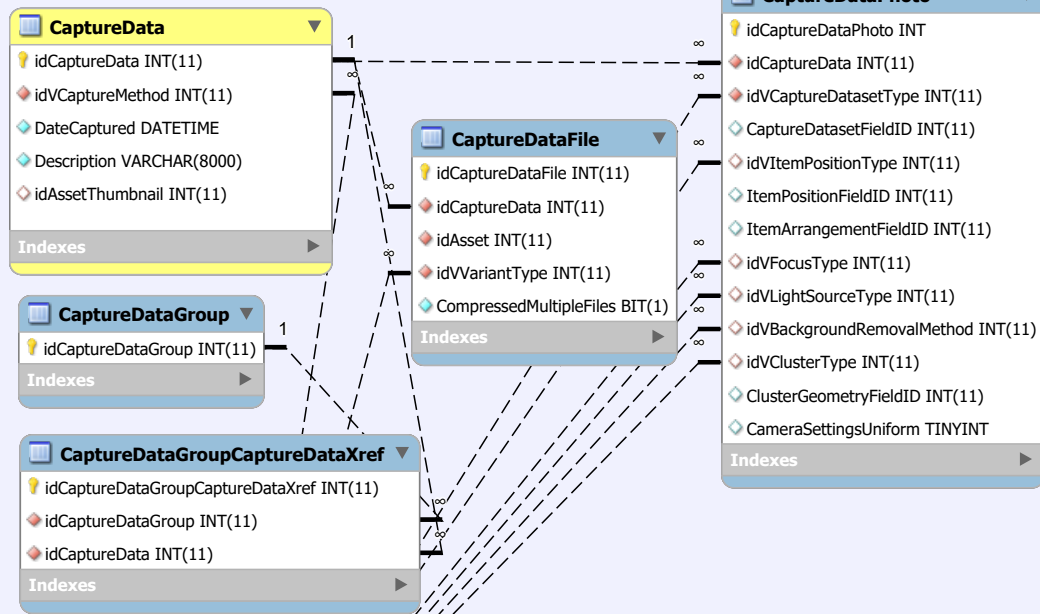 CaptureData
idCaptureData INT(11)
idVCaptureMethod INT(11)
DateCaptured DATETIME
Description VARCHAR(8000)
idAssetThumbnail INT(11)
Indexes
CaptureDataGroup
idCaptureDataGroup INT(11)
Indexes
CaptureDataGroupCaptureDataXref
idCaptureDataGroupCaptureDataXref INT(11)
idCaptureDataGroup INT(11)
idCaptureData INT(11)
Indexes
1
∞
1
∞
∞
∞
∞
CaptureDataFile
idCaptureDataFile INT(11)
idCaptureData INT(11)
idAsset INT(11)
idVVariantType INT(11)
CompressedMultipleFiles BIT(1)
Indexes
∞
∞
∞
∞
∞
∞
∞
CaptureDataPhoto
idCaptureDataPhoto INT
idCaptureData INT(11)
idVCaptureDatasetType INT(11)
CaptureDatasetFieldID INT(11)
idVItemPositionType INT(11)
ItemPositionFieldID INT(11)
ItemArrangementFieldID INT(11)
idVFocusType INT(11)
idVLightSourceType INT(11)
idVBackgroundRemovalMethod INT(11)
idVClusterType INT(11)
ClusterGeometryFieldID INT(11)
CameraSettingsUniform TINYINT
Indexes